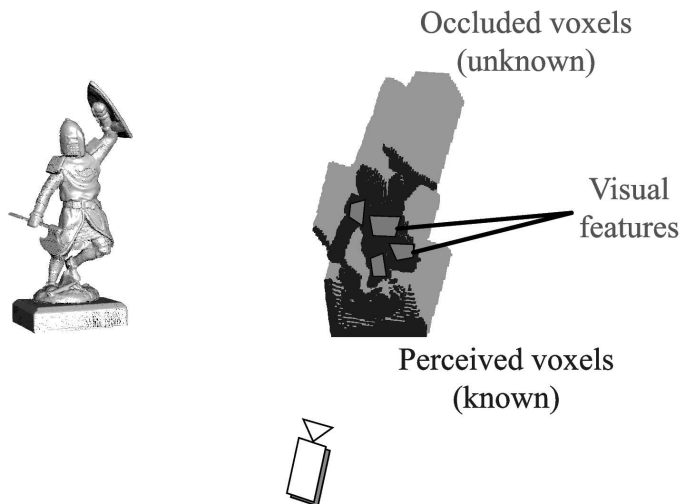 Occluded voxels
(unknown)
Visual
features
Perceived voxels
(known)